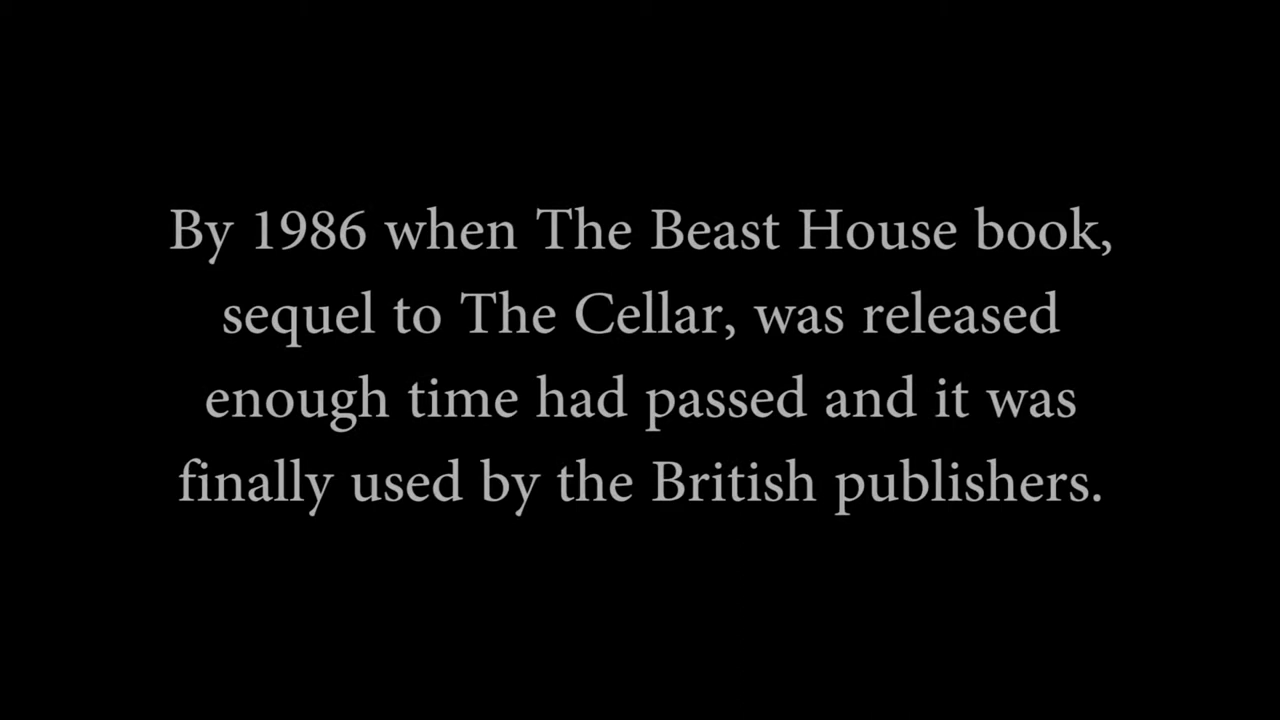 By 1986 when The Beast House book,
sequel to The Cellar, was released
enough time had passed and it was
finally used by the British publishers.